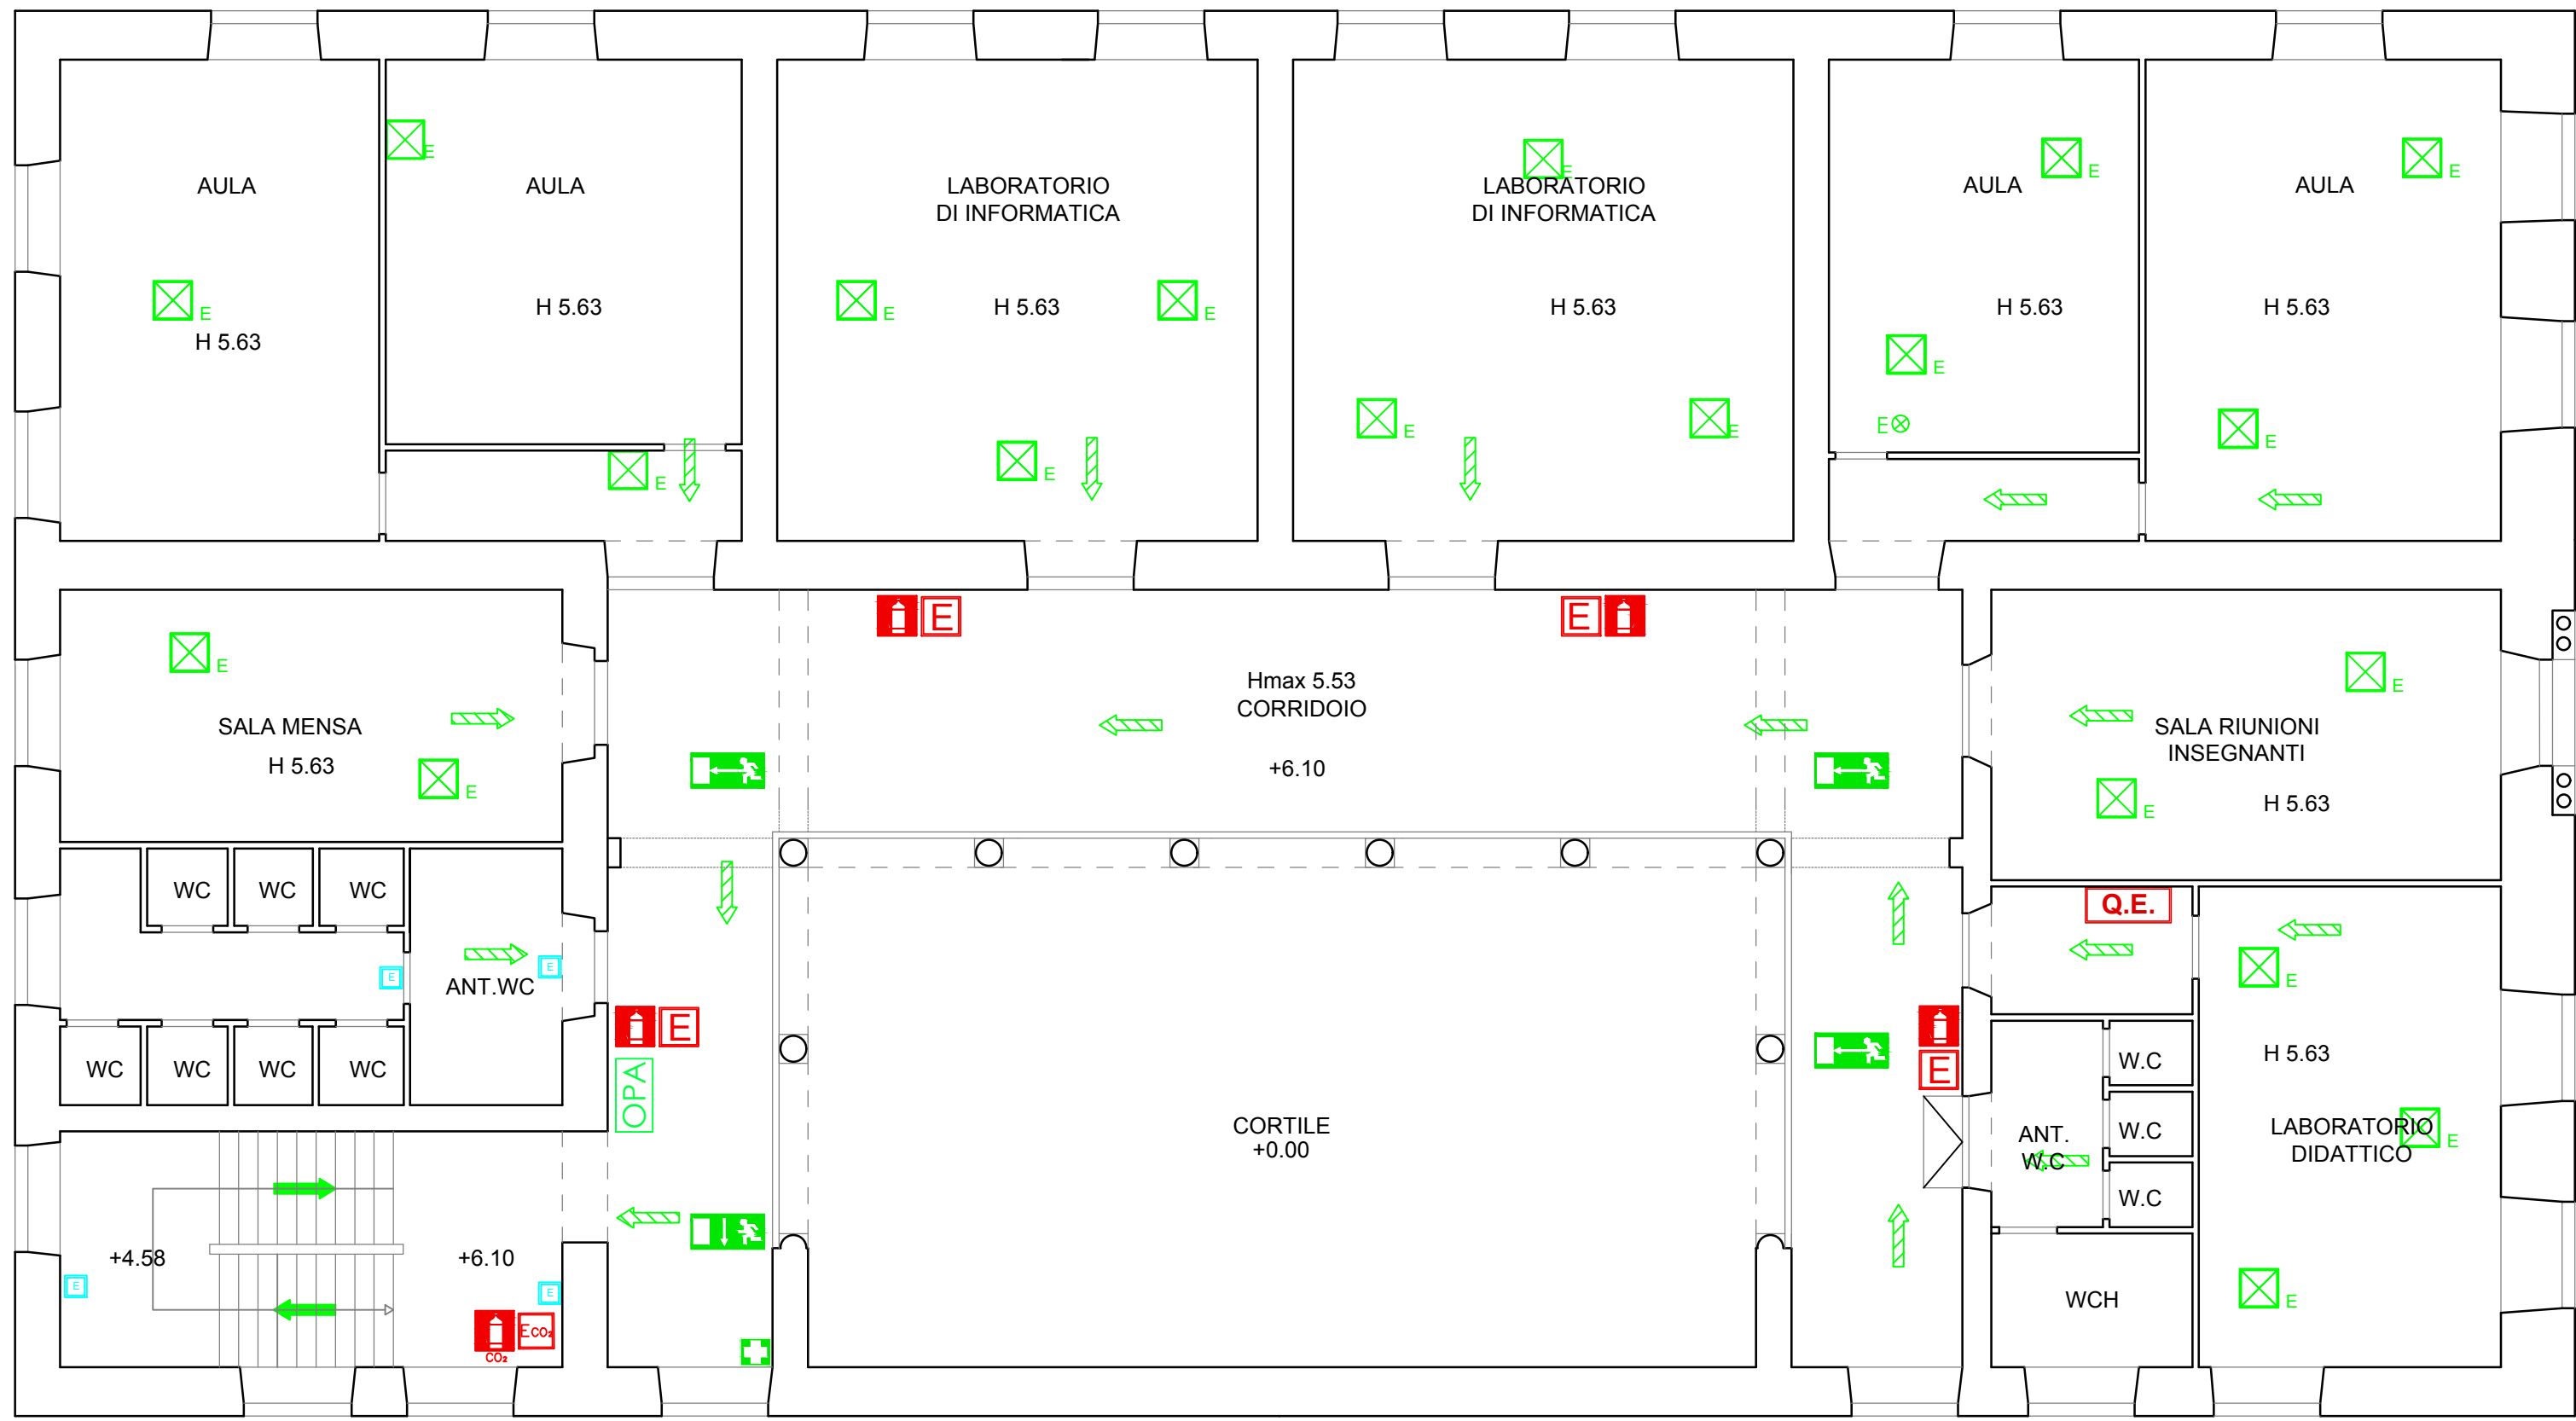 E
AULA
AULA
LABORATORIO
DI INFORMATICA
E
LABORATORIO
DI INFORMATICA
AULA
E
AULA
E
E
H 5.63
H 5.63
E
H 5.63
E
H 5.63
H 5.63
E
H 5.63
E
E
E
E
E
E
E
E
E
E
E
SALA MENSA
H 5.63
E
Hmax 5.53
CORRIDOIO
+6.10
E
SALA RIUNIONI
INSEGNANTI
H 5.63
E
WC
WC
WC
ANT.WC
E
E
WC
WC
WC
WC
E
OPA
CORTILE
+0.00
E
Q.E.
E
H 5.63
LABORATORIO
DIDATTICO
E
E
W.C
W.C
W.C
ANT.
W.C
WCH
+4.58
+6.10
E
E
E CO2
CO2